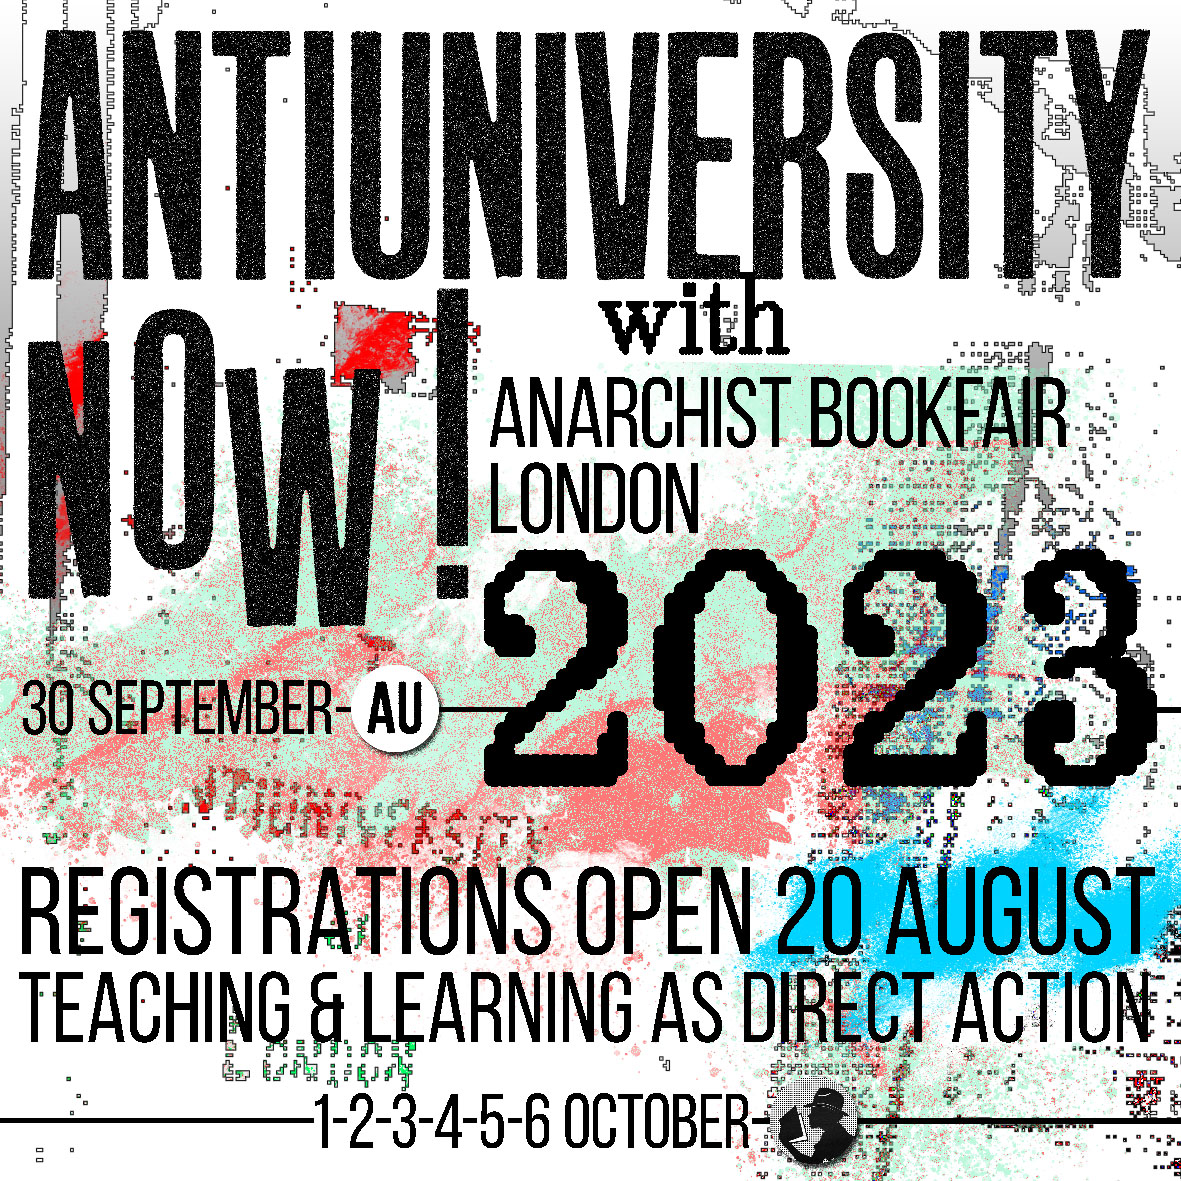 ANTIUNIVERSITY
NOW!
with
ANARCHIST BOOKFAIR
LONDON
2023
30 SEPTEMBER
AU
REGISTRATIONS OPEN 20 AUGUST
TEACHING & LEARNING AS DIRECT ACTION
1-2-3-4-5-6 OCTOBER